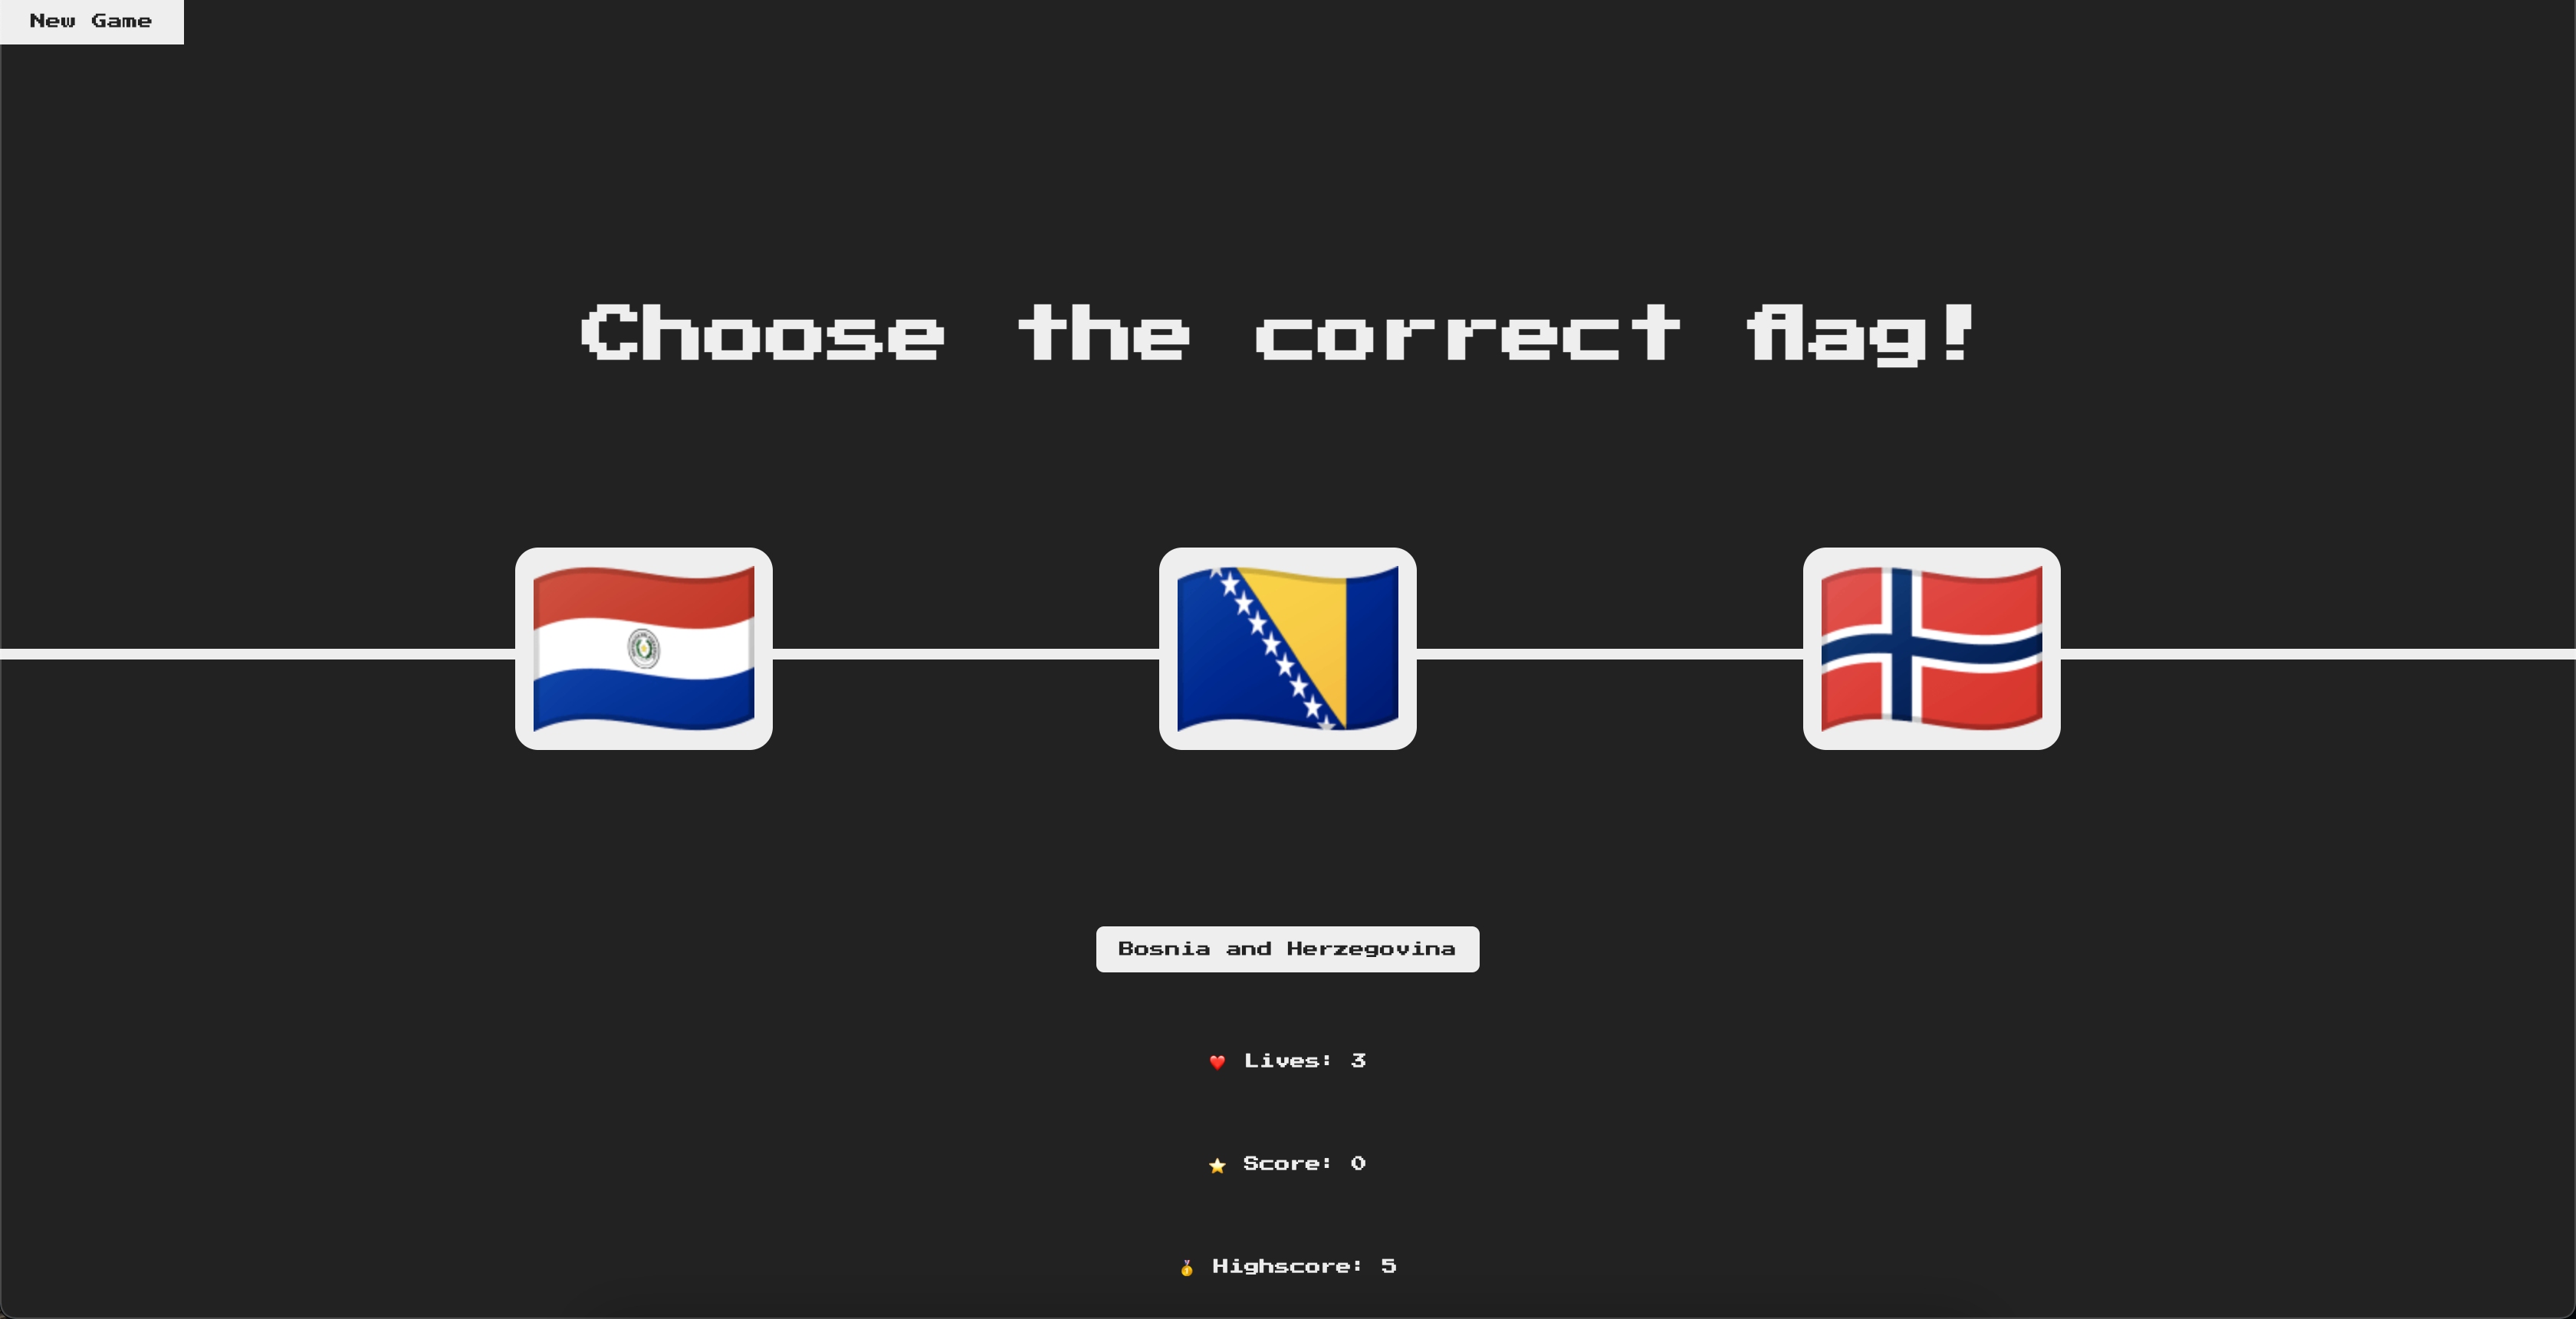 New Game
Choose the correct flag!
Bosnia and Herzegovina
❤️ Lives: 3
⭐ Score: 0
🏅 Highscore: 5